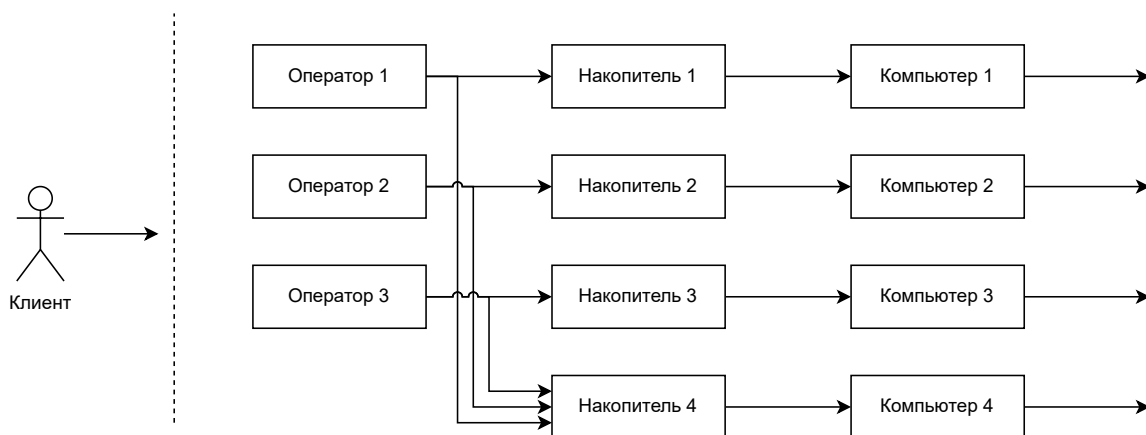 Оператор 1
Накопитель 1
Компьютер 1
Оператор 2
Накопитель 2
Компьютер 2
Клиент
Оператор 3
Накопитель 3
Компьютер 3
Накопитель 4
Компьютер 4